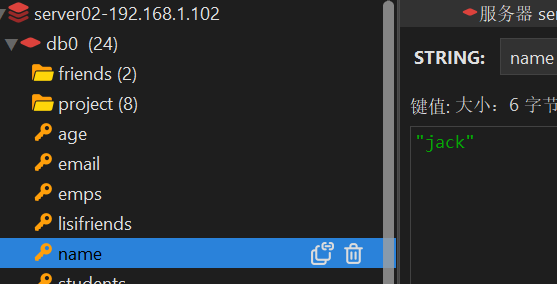 server02-192.168.1.102
db0 (24)
friends (2)
project (8)
age
email
emps
lisifriends
name
students
服务器 ser
STRING:
name
键值: 大小: 6 字节
"jack"